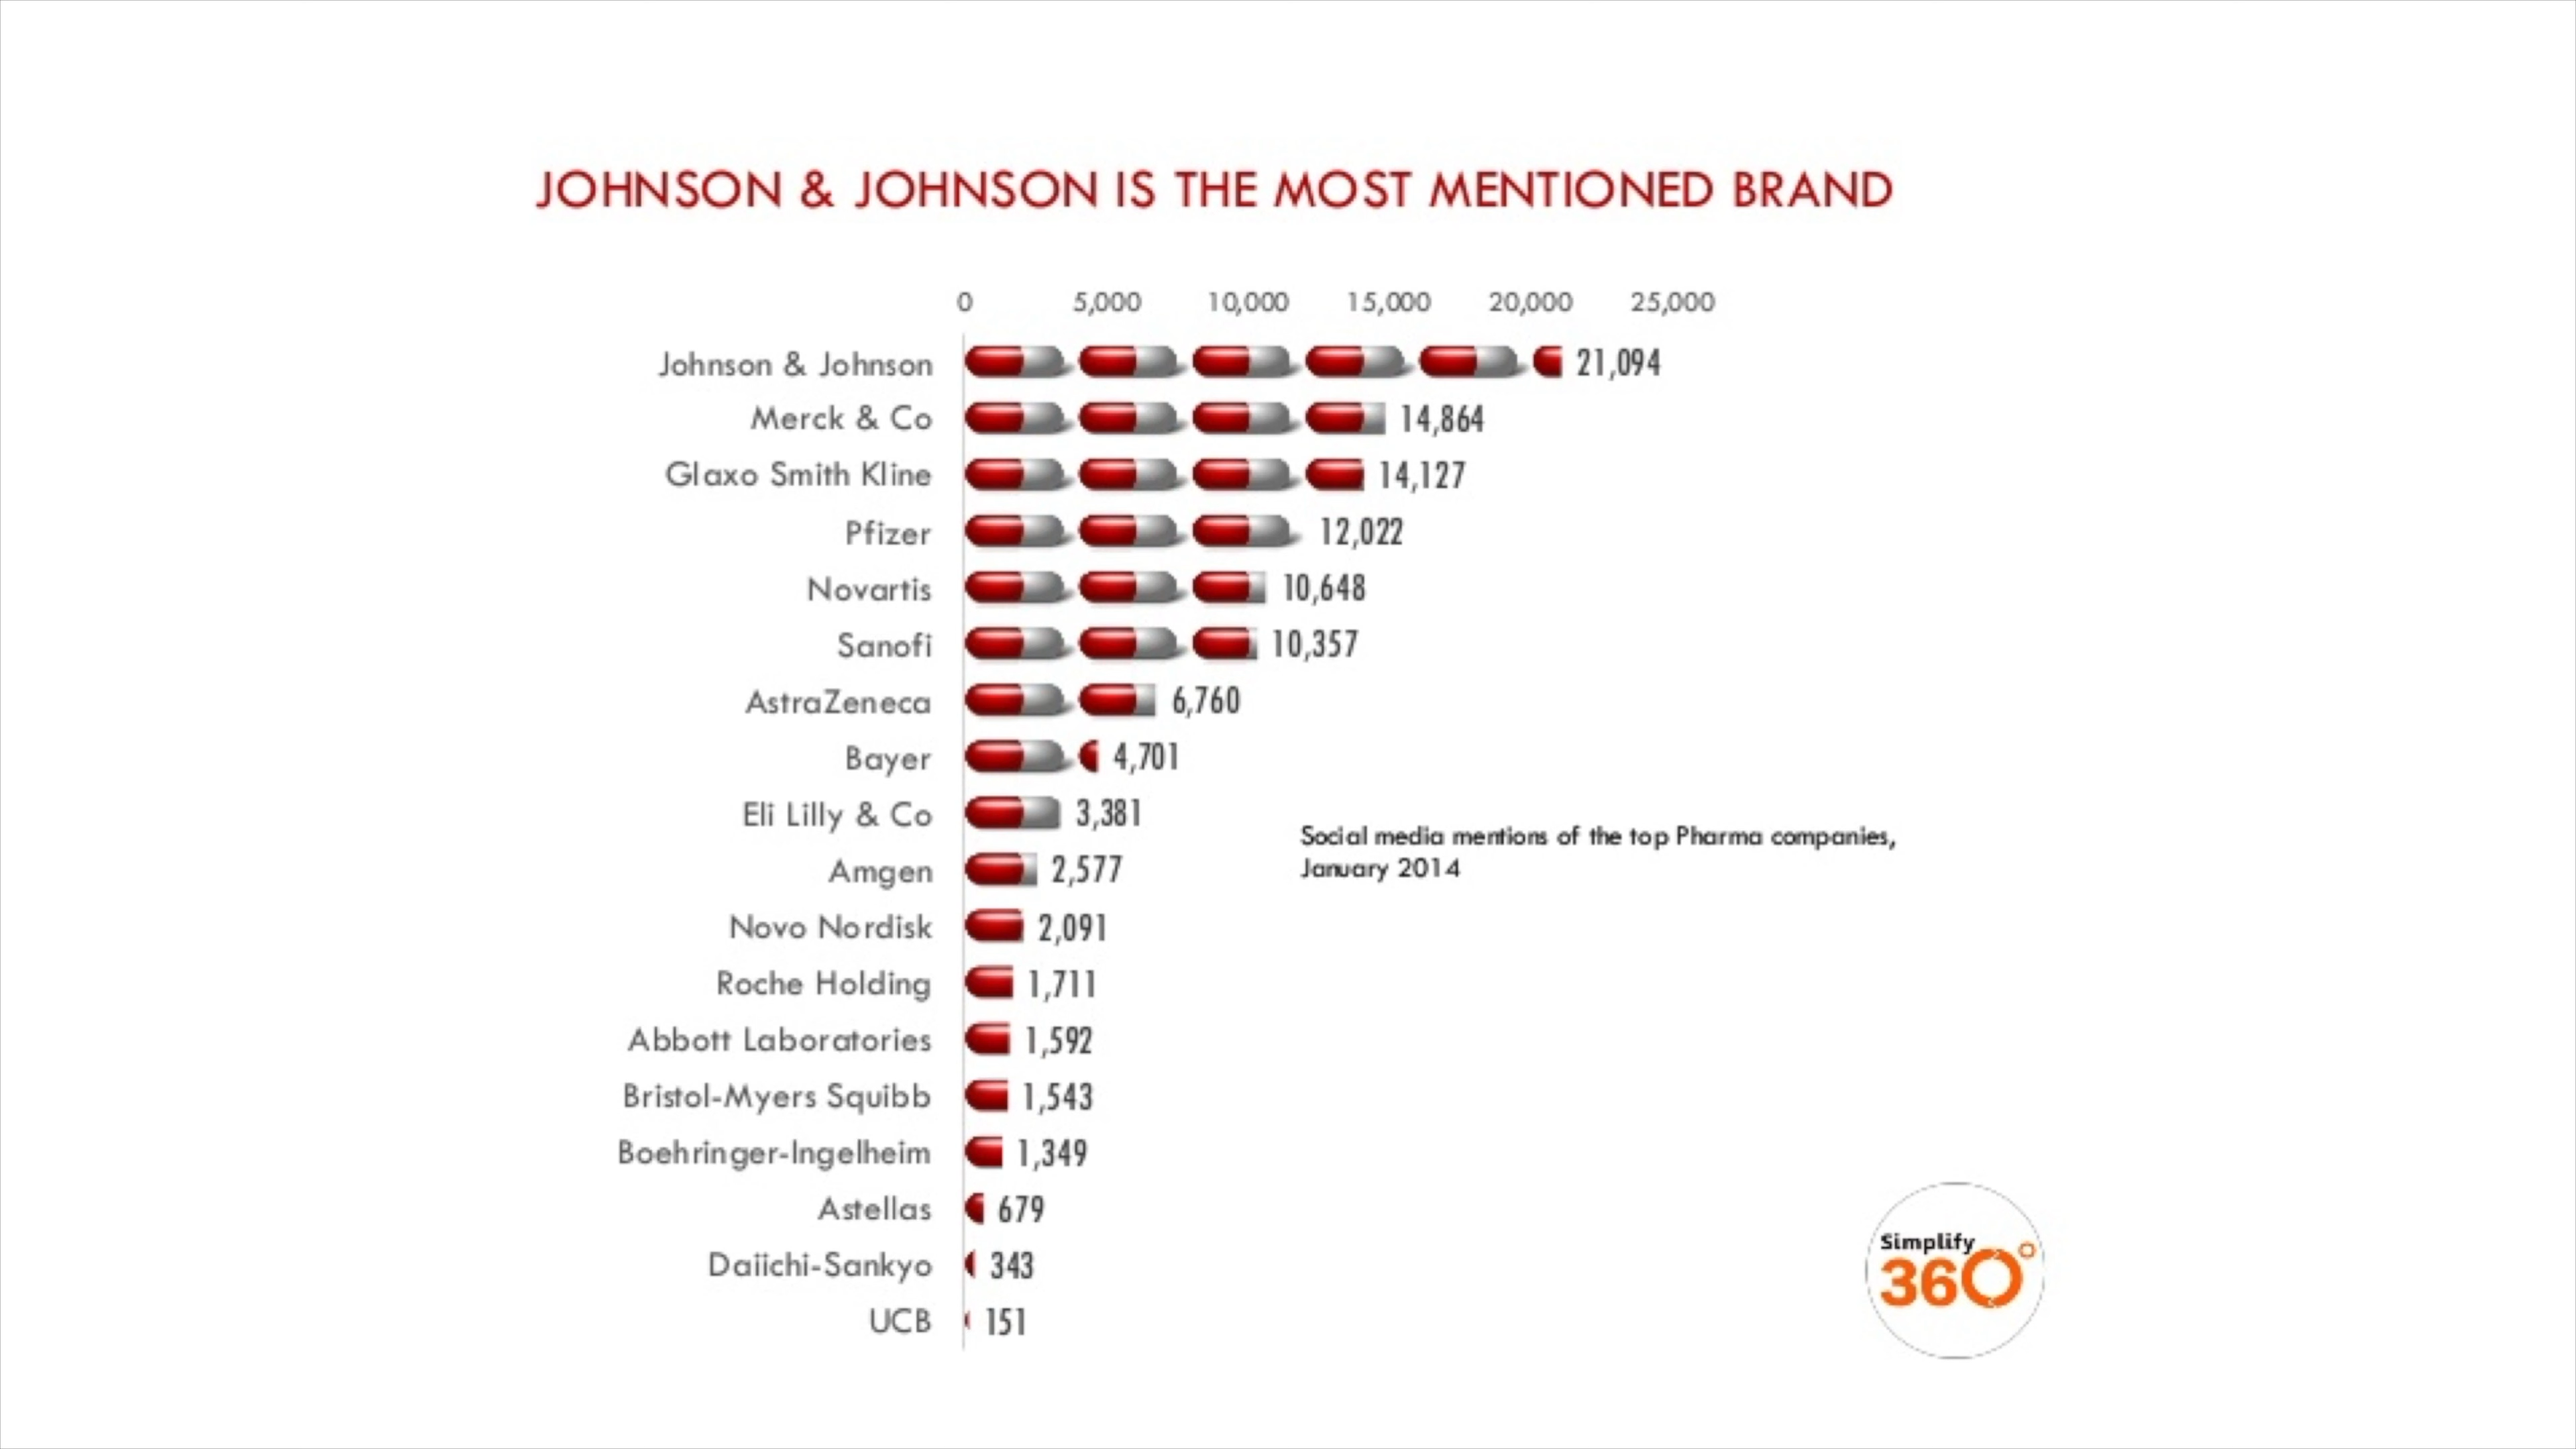 JOHNSON & JOHNSON IS THE MOST MENTIONED BRAND
0 5,000 10,000 15,000 20,000 25,000
Johnson & Johnson 21,094
Merck & Co 14,864
Glaxo Smith Kline 14,127
Pfizer 12,022
Novartis 10,648
Sanofi 10,357
AstraZeneca 6,760
Bayer 4,701
Eli Lilly & Co 3,381
Amgen 2,577
Novo Nordisk 2,091
Roche Holding 1,711
Abbott Laboratories 1,592
Bristol-Myers Squibb 1,543
Boehringer-Ingelheim 1,349
Astellas 679
Daiichi-Sankyo 343
UCB 151
Social media mentions of the top Pharma companies,
January 2014
Simplify
360°